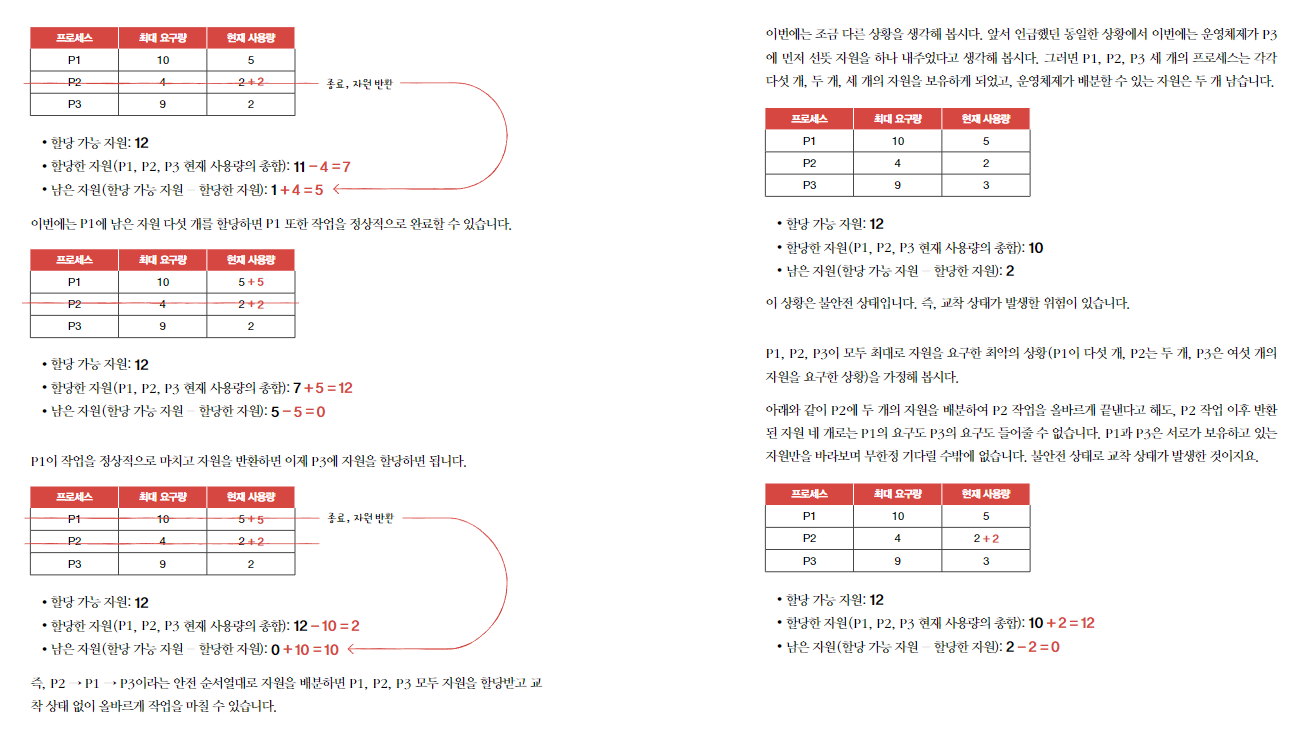 프로세스 최대 요구량 현재 사용량
P1 10 5
P2 4 2 + 2
종료, 자원 반환
P3 9 2
• 할당 가능 자원: 12
• 할당한 자원(P1, P2, P3 현재 사용량의 총합): 11 − 4 = 7
• 남은 자원(할당 가능 자원 − 할당한 자원): 1 + 4 = 5
이번에는 P1에 남은 자원 다섯 개를 할당하면 P1 또한 작업을 정상적으로 완료할 수 있습니다.
프로세스 최대 요구량 현재 사용량
P1 10 5 + 5
P2 4 2 + 2
P3 9 2
• 할당 가능 자원: 12
• 할당한 자원(P1, P2, P3 현재 사용량의 총합): 7 + 5 = 12
• 남은 자원(할당 가능 자원 − 할당한 자원): 5 − 5 = 0
P1이 작업을 정상적으로 마치고 자원을 반환하면 이제 P3에 자원을 할당하면 됩니다.
프로세스 최대 요구량 현재 사용량
P1 10 5 + 5
종료, 자원 반환
P2 4 2 + 2
P3 9 2
• 할당 가능 자원: 12
• 할당한 자원(P1, P2, P3 현재 사용량의 총합): 12 − 10 = 2
• 남은 자원(할당 가능 자원 − 할당한 자원): 0 + 10 = 10
즉, P2 → P1 → P3이라는 안전 순서열대로 자원을 배분하면 P1, P2, P3 모두 자원을 할당받고 교
착 상태 없이 올바르게 작업을 마칠 수 있습니다.
이번에는 조금 다른 상황을 생각해 봅시다. 앞서 언급했던 동일한 상황에서 이번에는 운영체제가 P3
에 먼저 선뜻 자원을 하나 내주었다고 생각해 봅시다. 그러면 P1, P2, P3 세 개의 프로세스는 각각
다섯 개, 두 개, 세 개의 자원을 보유하게 되었고, 운영체제가 배분할 수 있는 자원은 두 개 남습니다.
프로세스 최대 요구량 현재 사용량
P1 10 5
P2 4 2
P3 9 3
• 할당 가능 자원: 12
• 할당한 자원(P1, P2, P3 현재 사용량의 총합): 10
• 남은 자원(할당 가능 자원 − 할당한 자원): 2
이 상황은 불안전 상태입니다. 즉, 교착 상태가 발생할 위험이 있습니다.
P1, P2, P3이 모두 최대로 자원을 요구한 최악의 상황(P1이 다섯 개, P2는 두 개, P3은 여섯 개의
자원을 요구한 상황)을 가정해 봅시다.
아래와 같이 P2에 두 개의 자원을 배분하여 P2 작업을 올바르게 끝낸다고 해도, P2 작업 이후 반환
된 자원 네 개로는 P1의 요구도 P3의 요구도 들어줄 수 없습니다. P1과 P3은 서로가 보유하고 있는
자원만을 바라보며 무한정 기다릴 수밖에 없습니다. 불안전 상태로 교착 상태가 발생한 것이지요.
프로세스 최대 요구량 현재 사용량
P1 10 5
P2 4 2 + 2
P3 9 3
• 할당 가능 자원: 12
• 할당한 자원(P1, P2, P3 현재 사용량의 총합): 10 + 2 = 12
• 남은 자원(할당 가능 자원 − 할당한 자원): 2 − 2 = 0